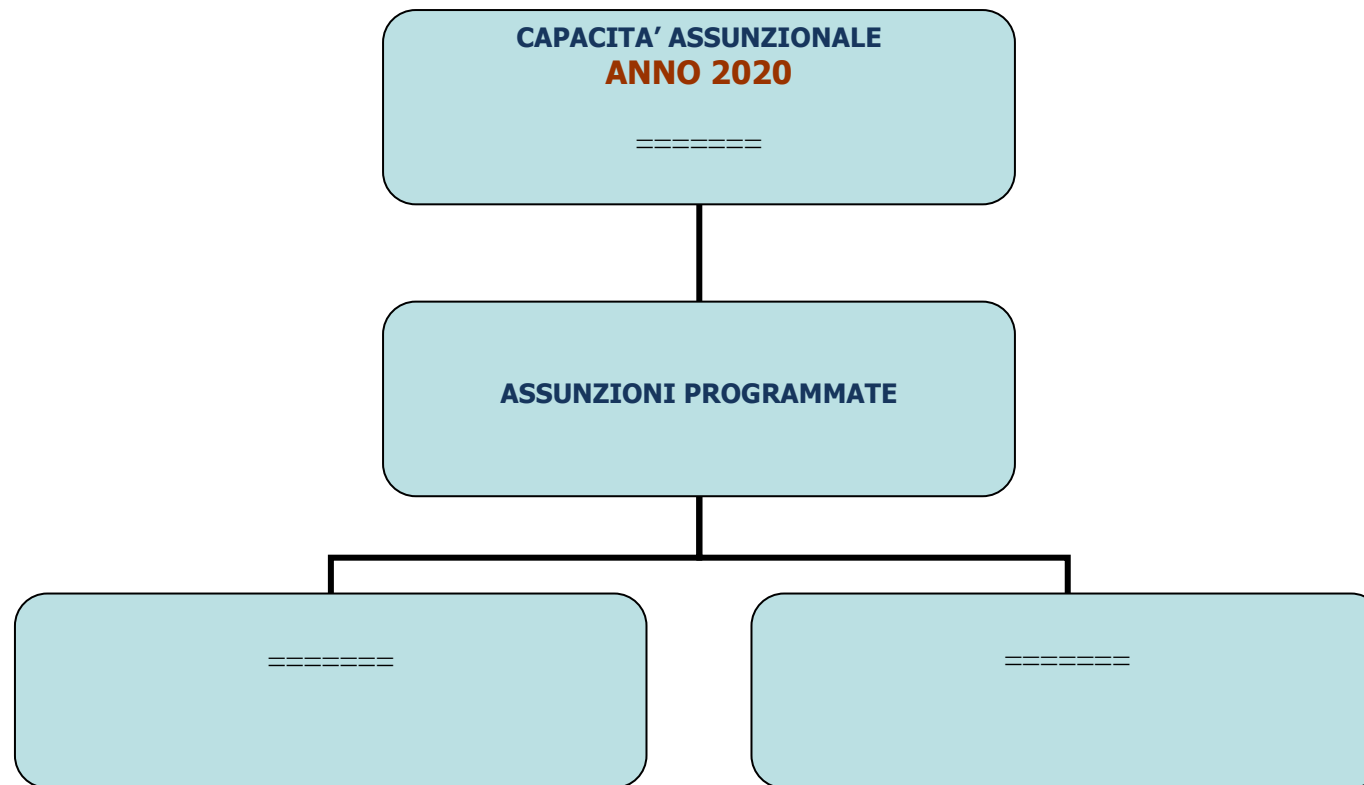 CAPACITA’ ASSUNZIONALE
ANNO 2020
=======
ASSUNZIONI PROGRAMMATE
=======
=======